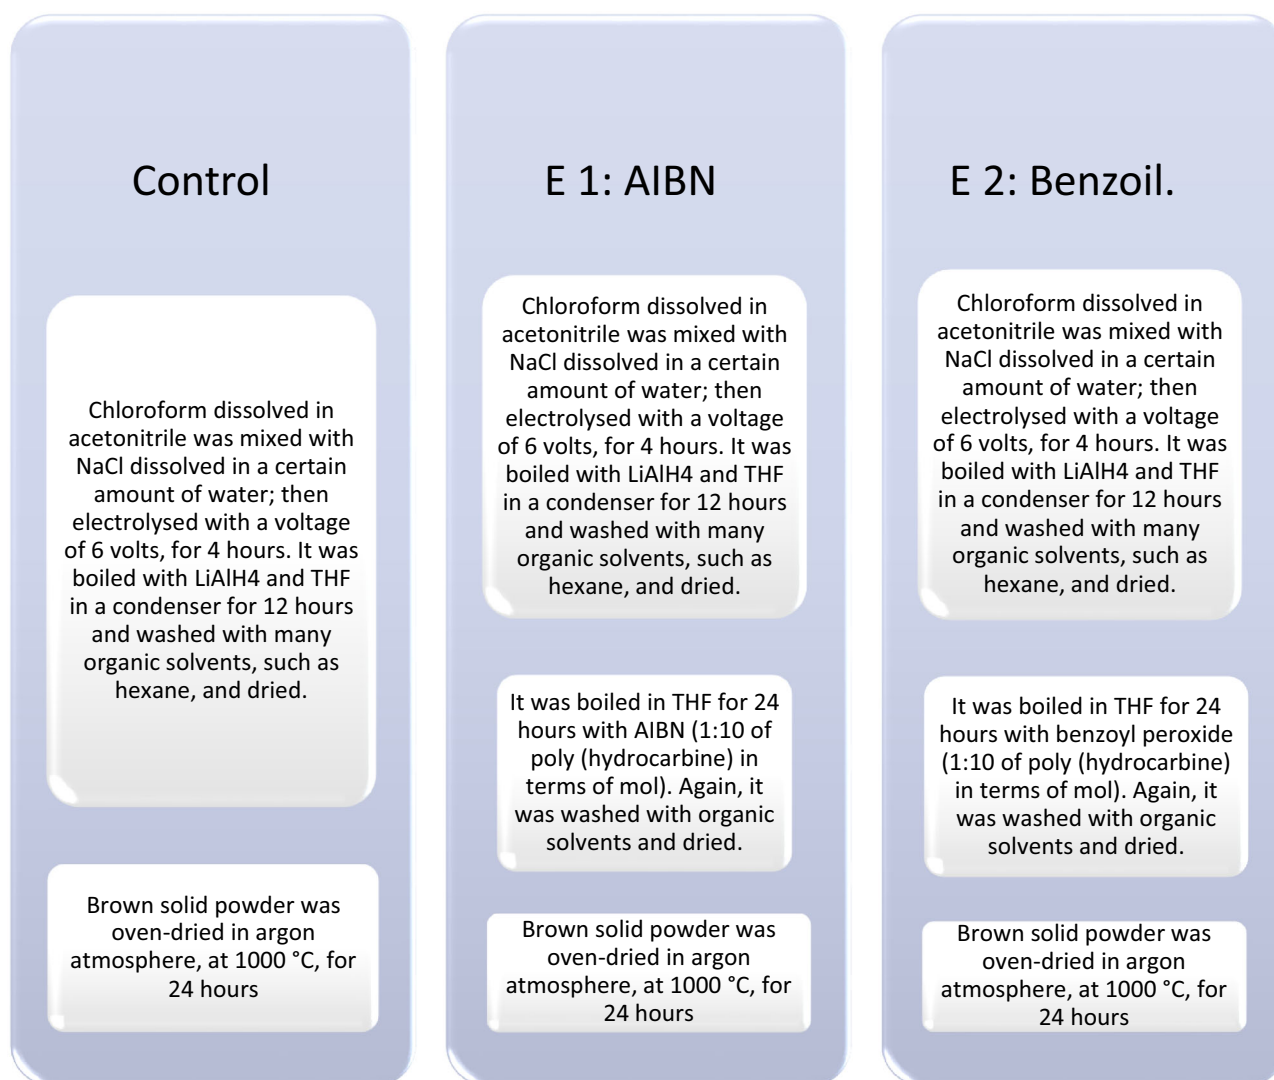 Control
Chloroform dissolved in
acetonitrile was mixed with
NaCl dissolved in a certain
amount of water; then
electrolysed with a voltage
of 6 volts, for 4 hours. It was
boiled with LiAlH4 and THF
in a condenser for 12 hours
and washed with many
organic solvents, such as
hexane, and dried.
Brown solid powder was
oven-dried in argon
atmosphere, at 1000 °C, for
24 hours
E 1: AIBN
Chloroform dissolved in
acetonitrile was mixed with
NaCl dissolved in a certain
amount of water; then
electrolysed with a voltage
of 6 volts, for 4 hours. It was
boiled with LiAlH4 and THF
in a condenser for 12 hours
and washed with many
organic solvents, such as
hexane, and dried.
It was boiled in THF for 24
hours with AIBN (1:10 of
poly (hydrocarbine) in
terms of mol). Again, it
was washed with organic
solvents and dried.
Brown solid powder was
oven-dried in argon
atmosphere, at 1000 °C, for
24 hours
E 2: Benzoil.
Chloroform dissolved in
acetonitrile was mixed with
NaCl dissolved in a certain
amount of water; then
electrolysed with a voltage
of 6 volts, for 4 hours. It was
boiled with LiAlH4 and THF
in a condenser for 12 hours
and washed with many
organic solvents, such as
hexane, and dried.
It was boiled in THF for 24
hours with benzoyl peroxide
(1:10 of poly (hydrocarbine)
in terms of mol). Again, it
was washed with organic
solvents and dried.
Brown solid powder was
oven-dried in argon
atmosphere, at 1000 °C, for
24 hours